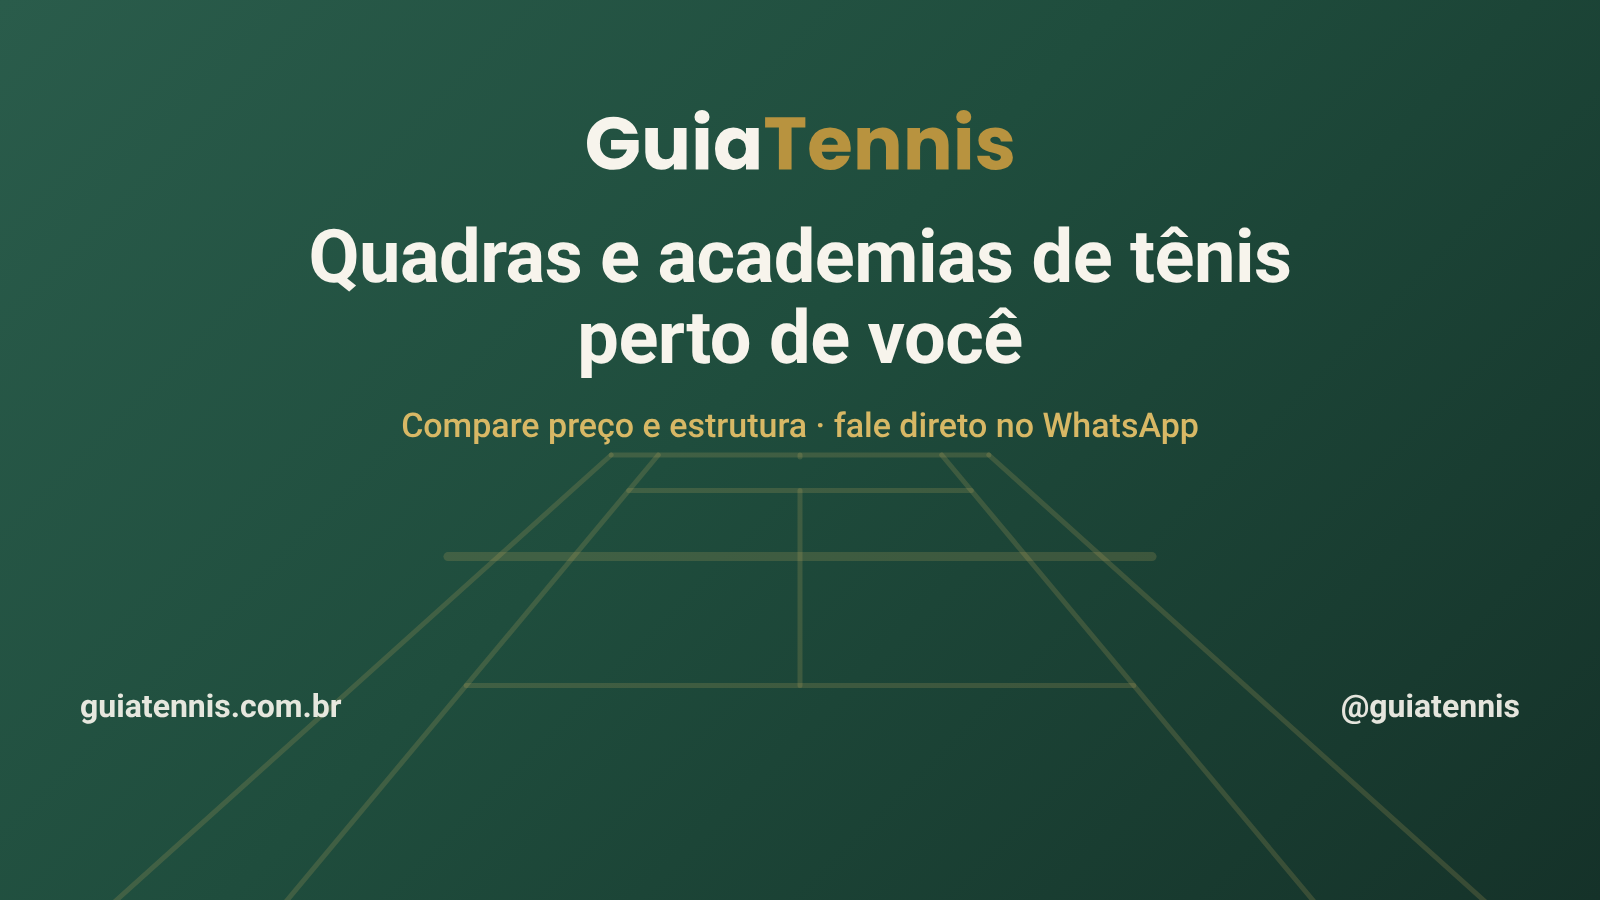 GuiaTennis
Quadras e academias de tênis
perto de você
Compare preço e estrutura · fale direto no WhatsApp
guiatennis.com.br
@guiatennis